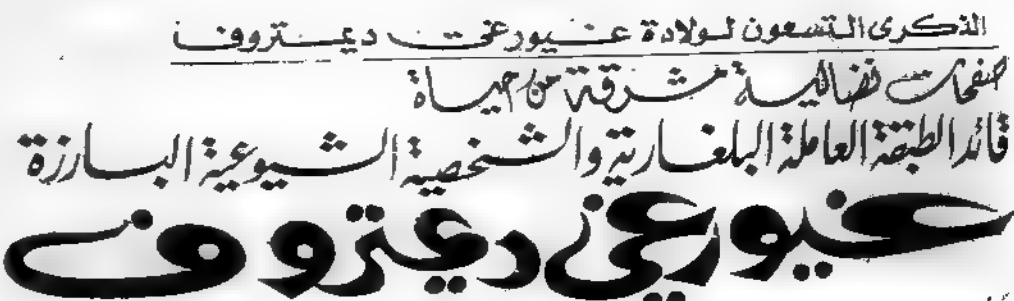 الذكرى التسعون لولادة غيورغي ديمتروف
صفحات نضالية مشرقة من حياة
قائد الطبقة العاملة البلغارية والشخصية الشيوعية البارزة
غيورغي ديمتروف